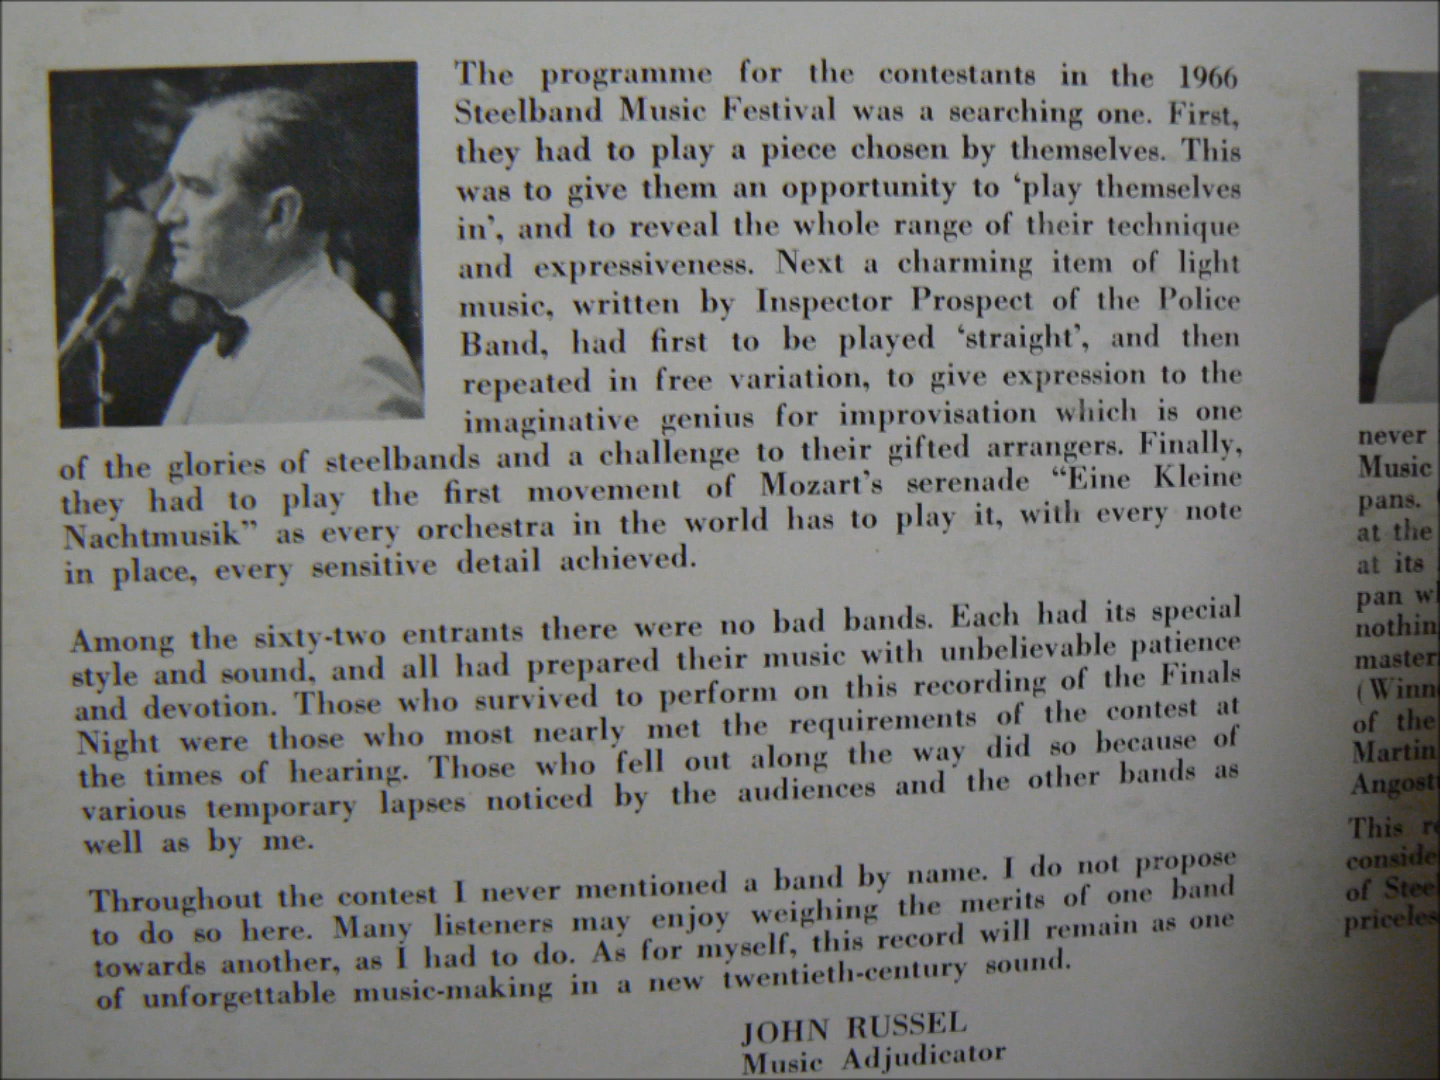 The programme for the contestants in the 1966
Steelband Music Festival was a searching one. First,
they had to play a piece chosen by themselves. This
was to give them an opportunity to ‘play themselves
in’, and to reveal the whole range of their technique
and expressiveness. Next a charming item of light
music, written by Inspector Prospect of the Police
Band, had first to be played ‘straight’, and then
repeated in free variation, to give expression to the
imaginative genius for improvisation which is one
of the glories of steelbands and a challenge to their gifted arrangers. Finally,
they had to play the first movement of Mozart’s serenade “Eine Kleine
Nachtmusik” as every orchestra in the world has to play it, with every note
in place, every sensitive detail achieved.
Among the sixty-two entrants there were no bad bands. Each had its special
style and sound, and all had prepared their music with unbelievable patience
and devotion. Those who survived to perform on this recording of the Finals
Night were those who most nearly met the requirements of the contest at
the times of hearing. Those who fell out along the way did so because of
various temporary lapses noticed by the audiences and the other bands as
well as by me.
Throughout the contest I never mentioned a band by name. I do not propose
to do so here. Many listeners may enjoy weighing the merits of one band
towards another, as I had to do. As for myself, this record will remain as one
of unforgettable music-making in a new twentieth-century sound.
JOHN RUSSEL
Music Adjudicator
never
Music
pans.
at the
at its
pan
(
of the
Martin
This
of